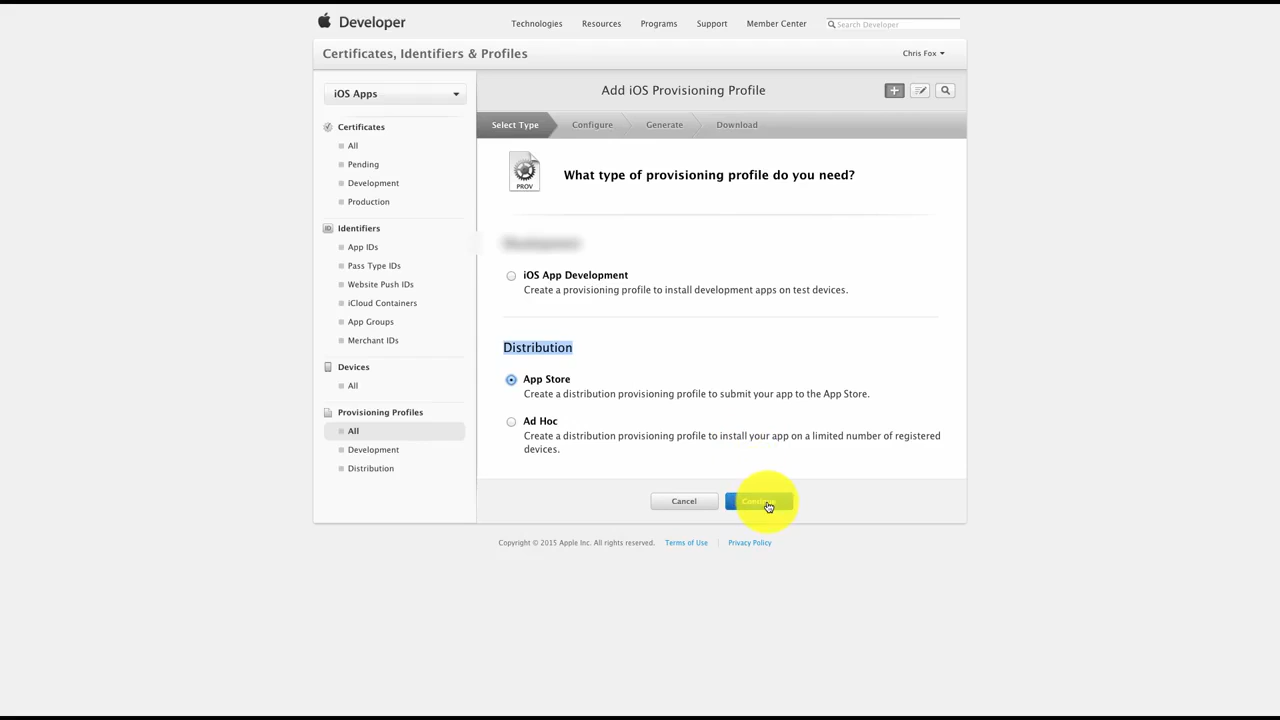 Developer
Technologies
Resources
Programs
Support
Member Center
Search Developer
Certificates, Identifiers & Profiles
Chris Fox
iOS Apps
Add iOS Provisioning Profile
Select Type
Configure
Generate
Download
Certificates
All
Pending
Development
Production
Identifiers
ID
App IDs
Pass Type IDs
Website Push IDs
iCloud Containers
App Groups
Merchant IDs
Devices
All
Provisioning Profiles
All
Development
Distribution
PROV
What type of provisioning profile do you need?
Development
iOS App Development
Create a provisioning profile to install development apps on test devices.
Distribution
App Store
Create a distribution provisioning profile to submit your app to the App Store.
Ad Hoc
Create a distribution provisioning profile to install your app on a limited number of registered
devices.
Cancel
Continue
Copyright © 2015 Apple Inc. All rights reserved.
Terms of Use
Privacy Policy